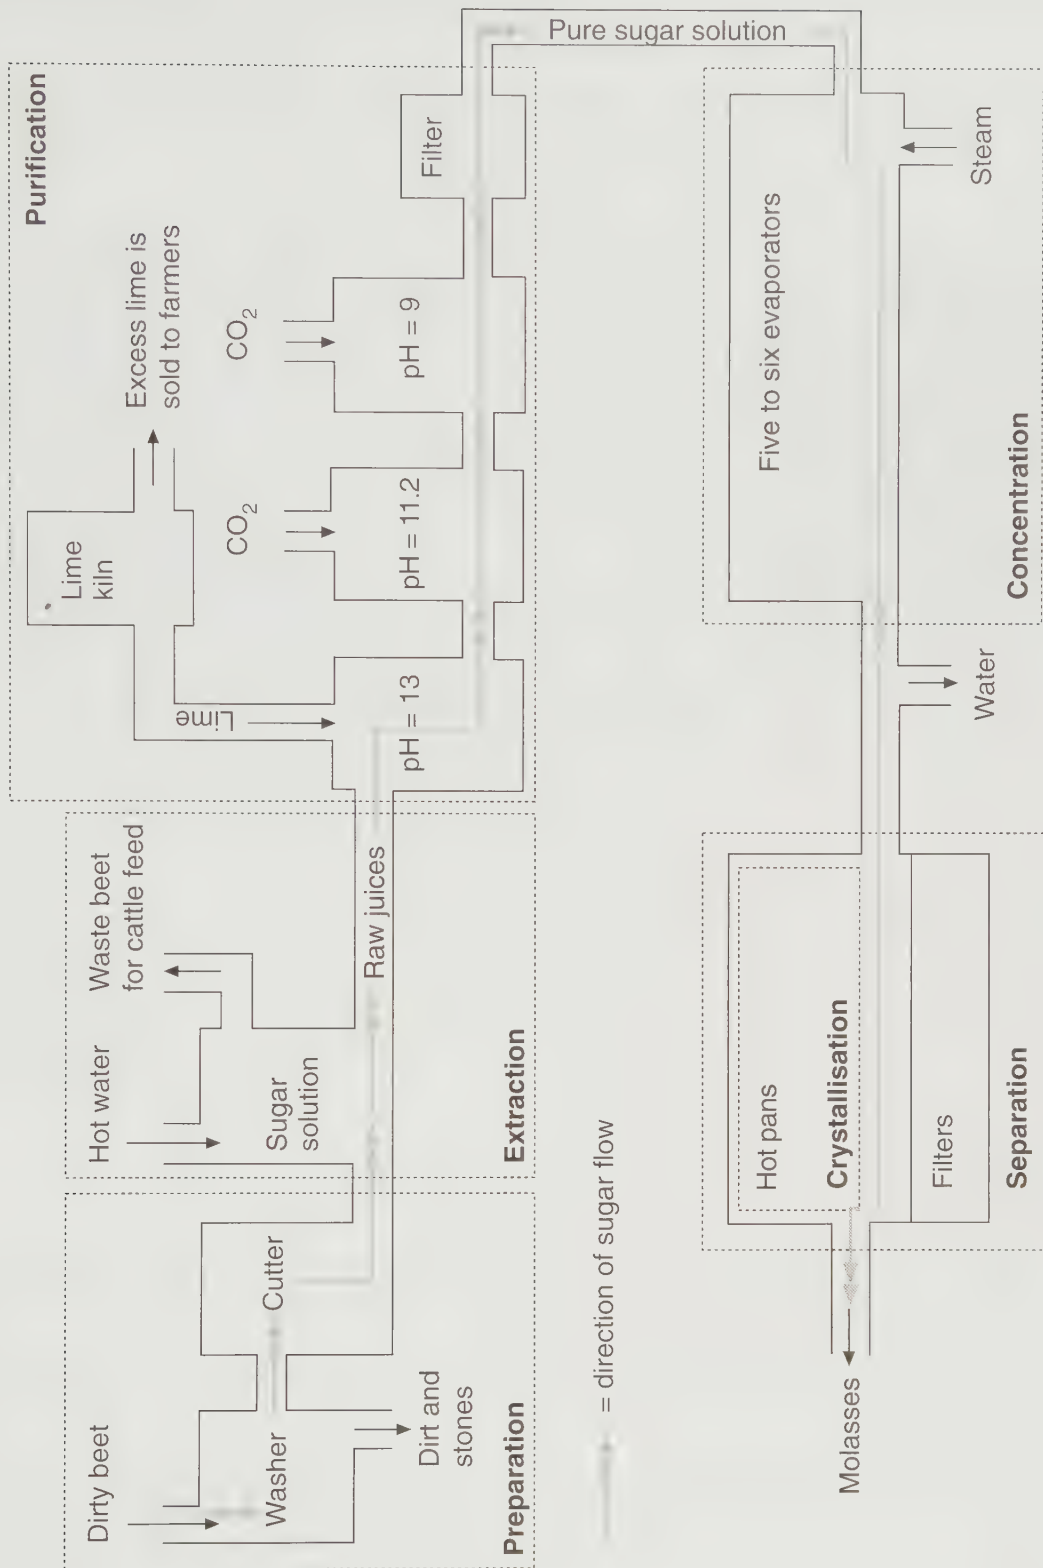 Dirty beet
Washer
Cutter
Dirt and
stones
Preparation
Hot water
Waste beet
for cattle feed
Sugar
solution
Extraction
Raw juices
Purification
Lime
kiln
Excess lime is
sold to farmers
Lime
CO2
CO2
pH = 13
pH = 11.2
pH = 9
Filter
Pure sugar solution
= direction of sugar flow
Five to six evaporators
Steam
Concentration
Water
Hot pans
Crystallisation
Filters
Separation
Molasses